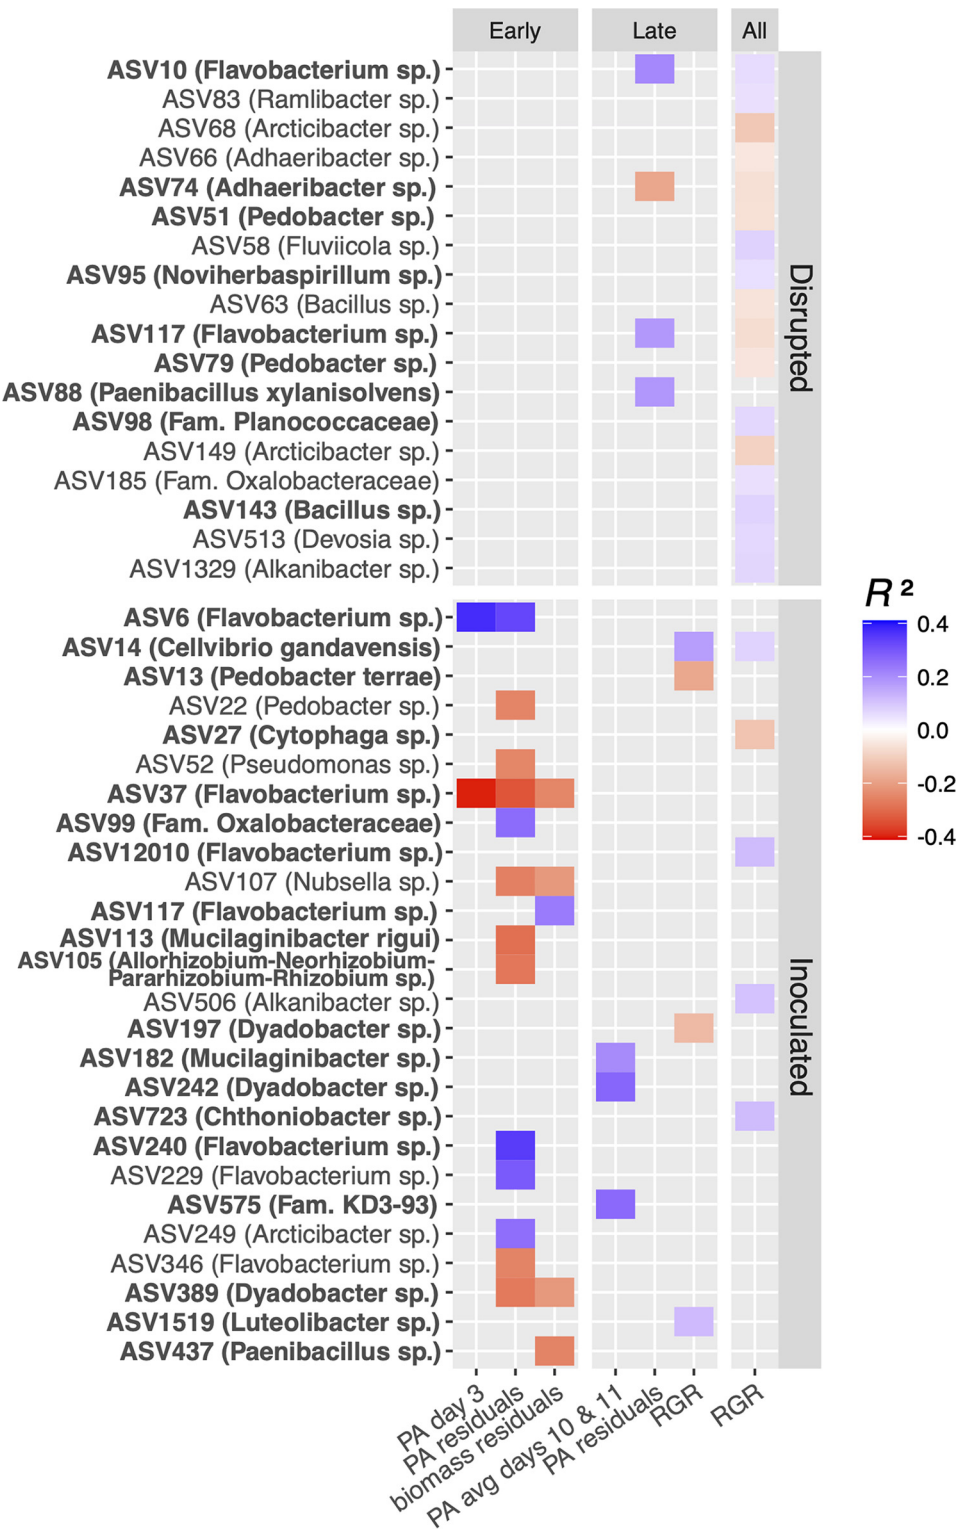 Early Late All
ASV10 (Flavobacterium sp.)
ASV83 (Ramlibacter sp.)
ASV68 (Arcticibacter sp.)
ASV66 (Adhaeribacter sp.)
ASV74 (Adhaeribacter sp.)
ASV51 (Pedobacter sp.)
ASV58 (Fluviicola sp.)
ASV95 (Noviherbaspirillum sp.)
ASV63 (Bacillus sp.)
ASV117 (Flavobacterium sp.)
ASV79 (Pedobacter sp.)
ASV88 (Paenibacillus xylanisolvens)
ASV98 (Fam. Planococcaceae)
ASV149 (Arcticibacter sp.)
ASV185 (Fam. Oxalobacteraceae)
ASV143 (Bacillus sp.)
ASV513 (Devosia sp.)
ASV1329 (Alkanibacter sp.)
Disrupted
ASV6 (Flavobacterium sp.)
ASV14 (Cellvibrio gandavensis)
ASV13 (Pedobacter terrae)
ASV22 (Pedobacter sp.)
ASV27 (Cytophaga sp.)
ASV52 (Pseudomonas sp.)
ASV37 (Flavobacterium sp.)
ASV99 (Fam. Oxalobacteraceae)
ASV12010 (Flavobacterium sp.)
ASV107 (Nubsella sp.)
ASV117 (Flavobacterium sp.)
ASV113 (Mucilaginibacter rigui)
ASV105 (Allorhizobium-Neorhizobium-
Pararhizobium-Rhizobium sp.)
ASV506 (Alkanibacter sp.)
ASV197 (Dyadobacter sp.)
ASV182 (Mucilaginibacter sp.)
ASV242 (Dyadobacter sp.)
ASV723 (Chthoniobacter sp.)
ASV240 (Flavobacterium sp.)
ASV229 (Flavobacterium sp.)
ASV575 (Fam. KD3-93)
ASV249 (Arcticibacter sp.)
ASV346 (Flavobacterium sp.)
ASV389 (Dyadobacter sp.)
ASV1519 (Luteolibacter sp.)
ASV437 (Paenibacillus sp.)
Inoculated
PA day 3
PA residuals
biomass residuals
PA avg days 10 & 11
PA residuals
RGR
RGR
R ²
0.4
0.2
0.0
-0.2
-0.4